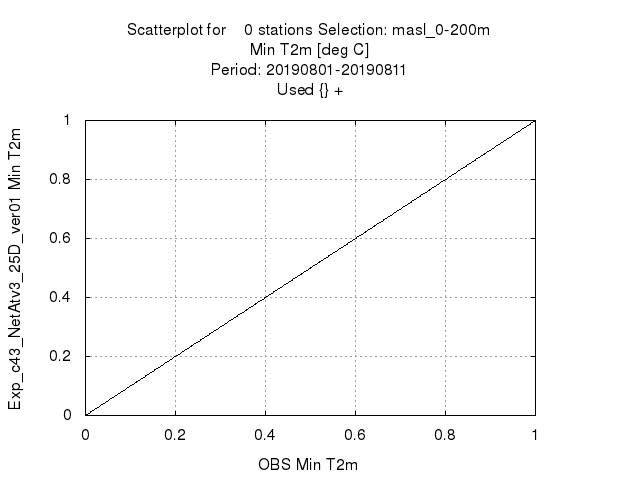 Scatterplot for    0 stations Selection: masl_0-200m
Min T2m [deg C]
Period: 20190801-20190811
Used {} +
Exp_c43_NetAtv3_25D_ver01 Min T2m
1
0.8
0.6
0.4
0.2
0
0 0.2 0.4 0.6 0.8 1
OBS Min T2m